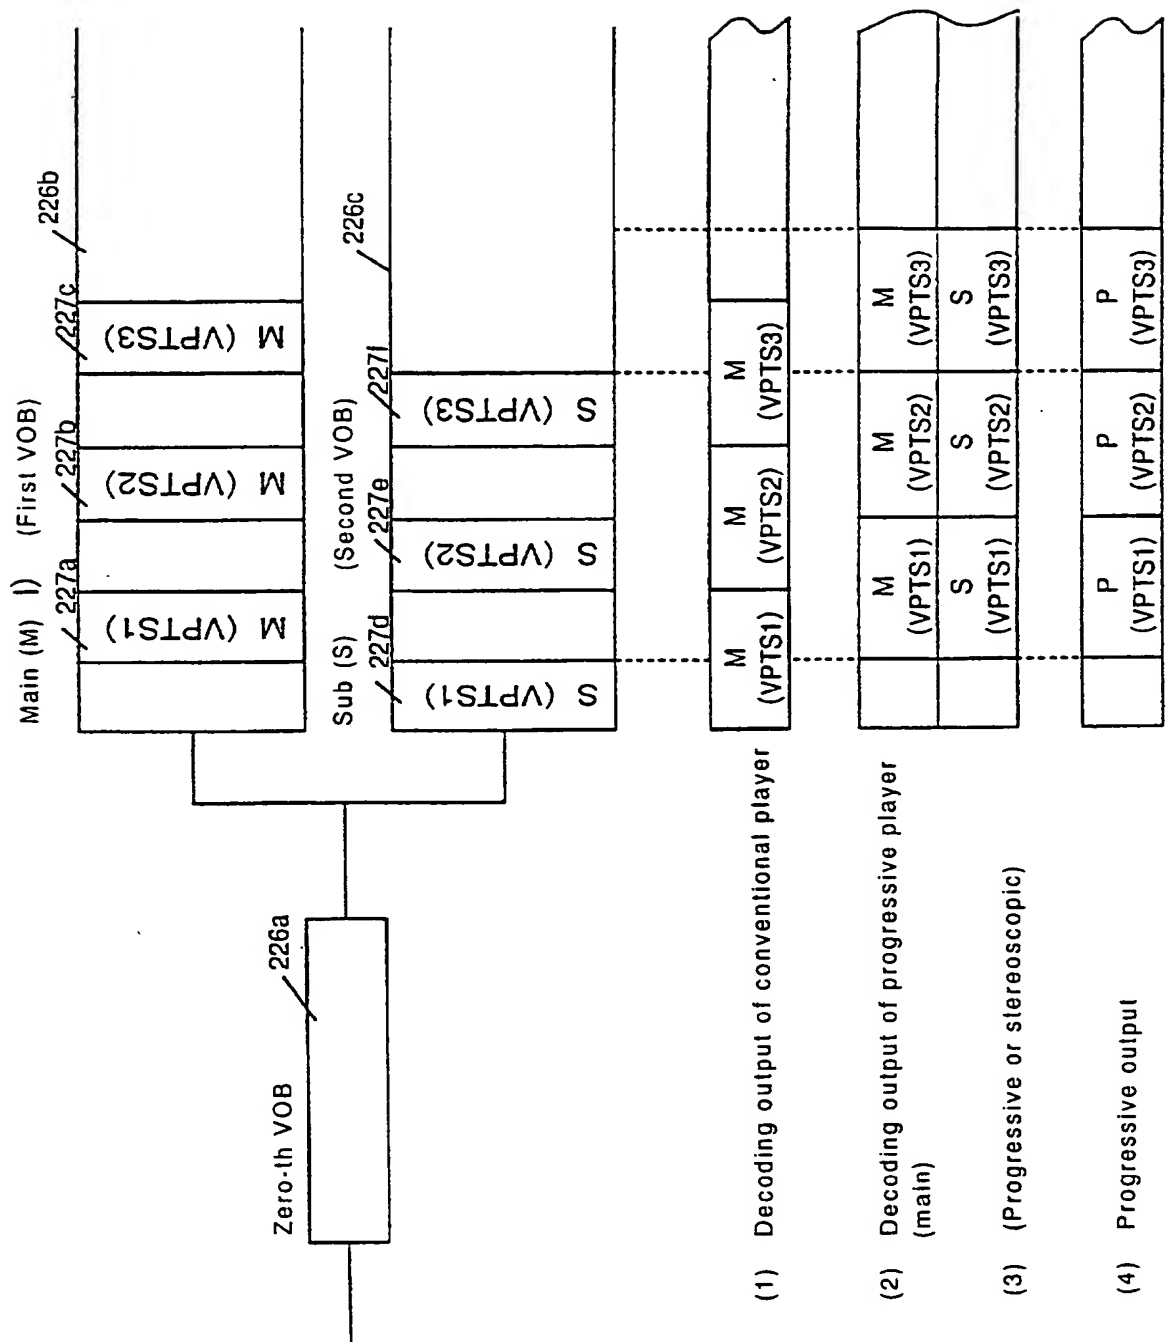 Main (M) I) (First VOB)
226b
227a
227b
227c
M (VPTS1)
M (VPTS2)
M (VPTS3)
Sub (S) (Second VOB)
226c
227d
227e
227f
S (VPTS1)
S (VPTS2)
S (VPTS3)
Zero-th VOB
226a
(1) Decoding output of conventional player
M
(VPTS1)
M
(VPTS2)
M
(VPTS3)
(2) Decoding output of progressive player
(main)
M
(VPTS1)
M
(VPTS2)
M
(VPTS3)
(3) (Progressive or stereoscopic)
S
(VPTS1)
S
(VPTS2)
S
(VPTS3)
(4) Progressive output
P
(VPTS1)
P
(VPTS2)
P
(VPTS3)